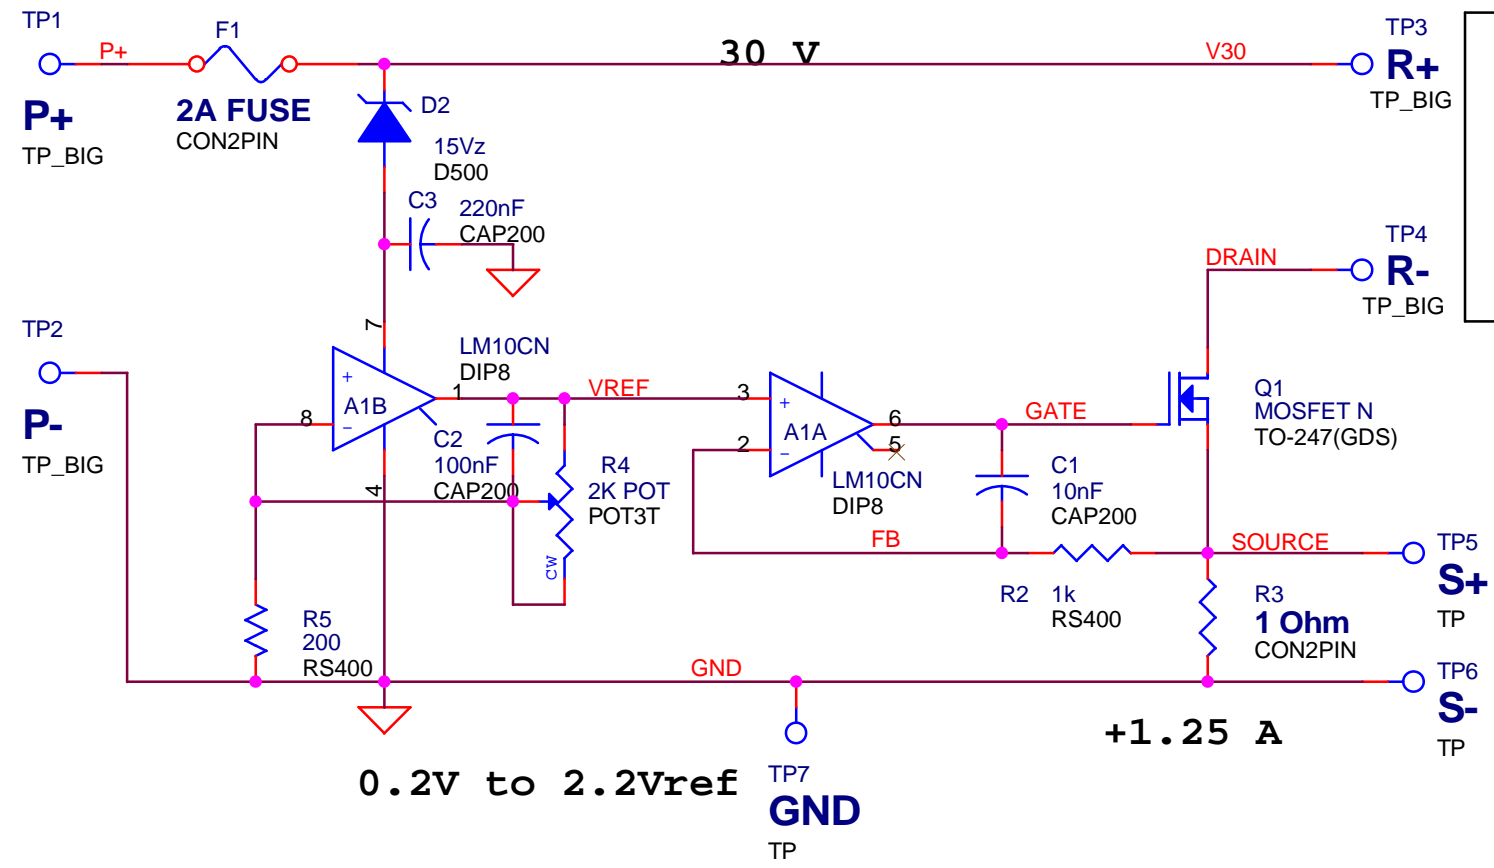 TP1
P+
F1
30 V
V30
TP3
R+
TP_BIG
P+
TP_BIG
2A FUSE
CON2PIN
D2
15Vz
D500
C3
220nF
CAP200
TP4
DRAIN
R-
TP_BIG
TP2
P-
TP_BIG
7
LM10CN
DIP8
+
A1B
-
8
1
4
VREF
C2
100nF
CAP200
R4
2K POT
POT3T
CW
3
2
+
A1A
-
6
5
LM10CN
DIP8
GATE
C1
10nF
CAP200
Q1
MOSFET N
TO-247(GDS)
FB
R2
1k
RS400
SOURCE
TP5
S+
TP
R3
1 Ohm
CON2PIN
R5
200
RS400
GND
TP6
S-
TP
+1.25 A
0.2V to 2.2Vref
TP7
GND
TP